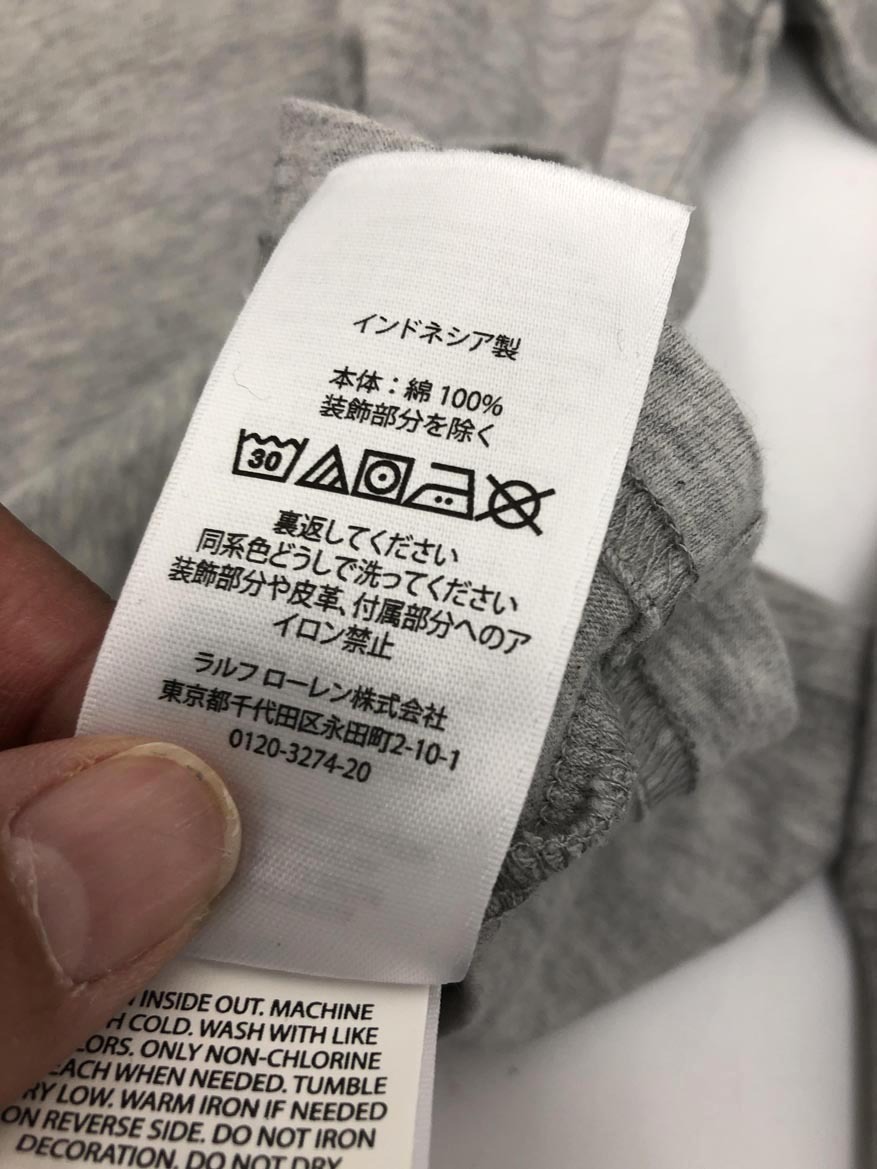 インドネシア製
本体：綿 100%
装飾部分を除く
30
裏返してください
同系色どうしで洗ってください
装飾部分や皮革、付属部分へのア
イロン禁止
ラルフ ローレン株式会社
東京都千代田区永田町2-10-1
0120-3274-20
INSIDE OUT. MACHINE
COLD. WASH WITH LIKE
ONLY NON-CHLORINE
WHEN NEEDED. TUMBLE
LOW. WARM IRON IF NEEDED
ON REVERSE SIDE. DO NOT IRON
DECORATION. DO NOT DRY